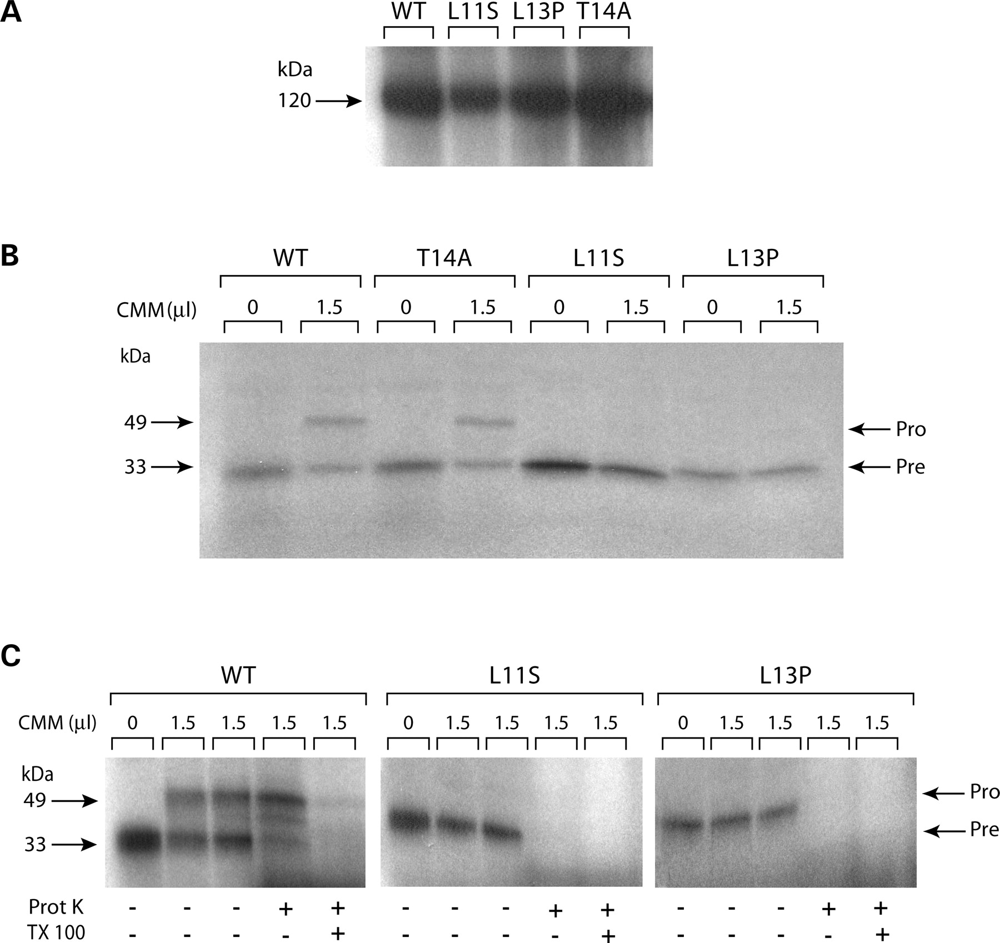 A
WT L11S L13P T14A
kDa
120
B
WT T14A L11S L13P
CMM (µl) 0 1.5 0 1.5 0 1.5 0 1.5
kDa
49 Pro
33 Pre
C
WT L11S L13P
CMM (µl) 0 1.5 1.5 1.5 1.5 0 1.5 1.5 1.5 1.5 0 1.5 1.5 1.5 1.5
kDa
49 Pro
33 Pre
Prot K - - - + + - - - + + - - - + +
TX 100 - - - - + - - - - + - - - - +